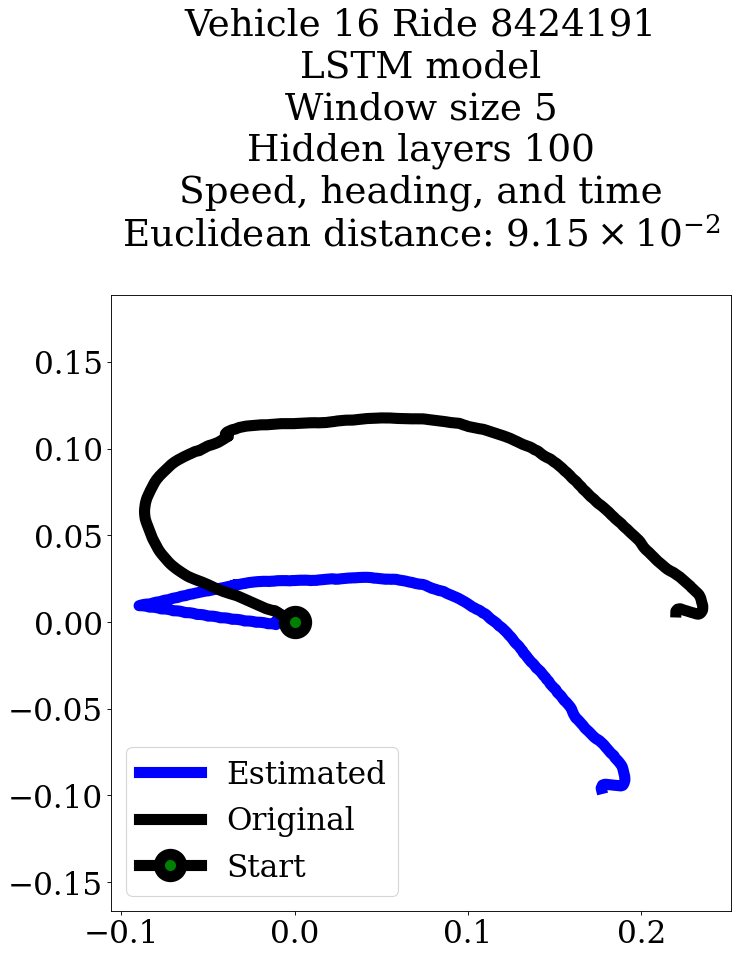 Vehicle 16 Ride 8424191
LSTM model
Window size 5
Hidden layers 100
Speed, heading, and time
Euclidean distance: 9.15 × 10⁻²
0.15
0.10
0.05
0.00
−0.05
−0.10
−0.15
Estimated
Original
Start
−0.1 0.0 0.1 0.2